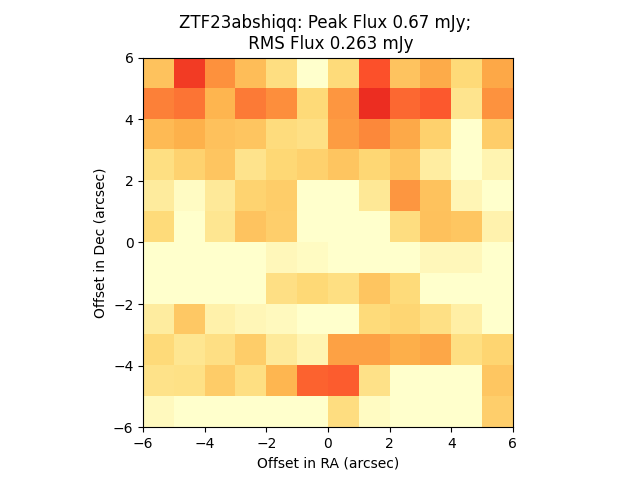 ZTF23abshiqq: Peak Flux 0.67 mJy;
RMS Flux 0.263 mJy
6
4
2
0
−2
−4
−6
Offset in Dec (arcsec)
−6 −4 −2 0 2 4 6
Offset in RA (arcsec)